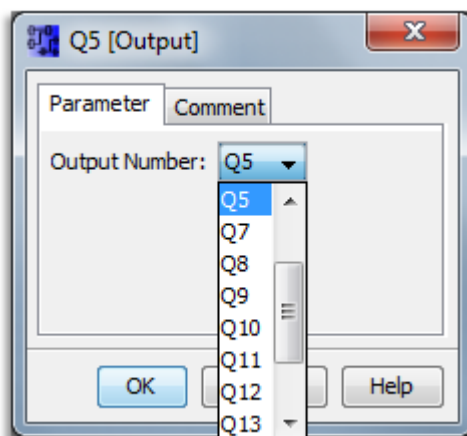 Q5 [Output]
Parameter Comment
Output Number: Q5
Q5
Q7
Q8
Q9
Q10
Q11
OK Help
Q12
Q13